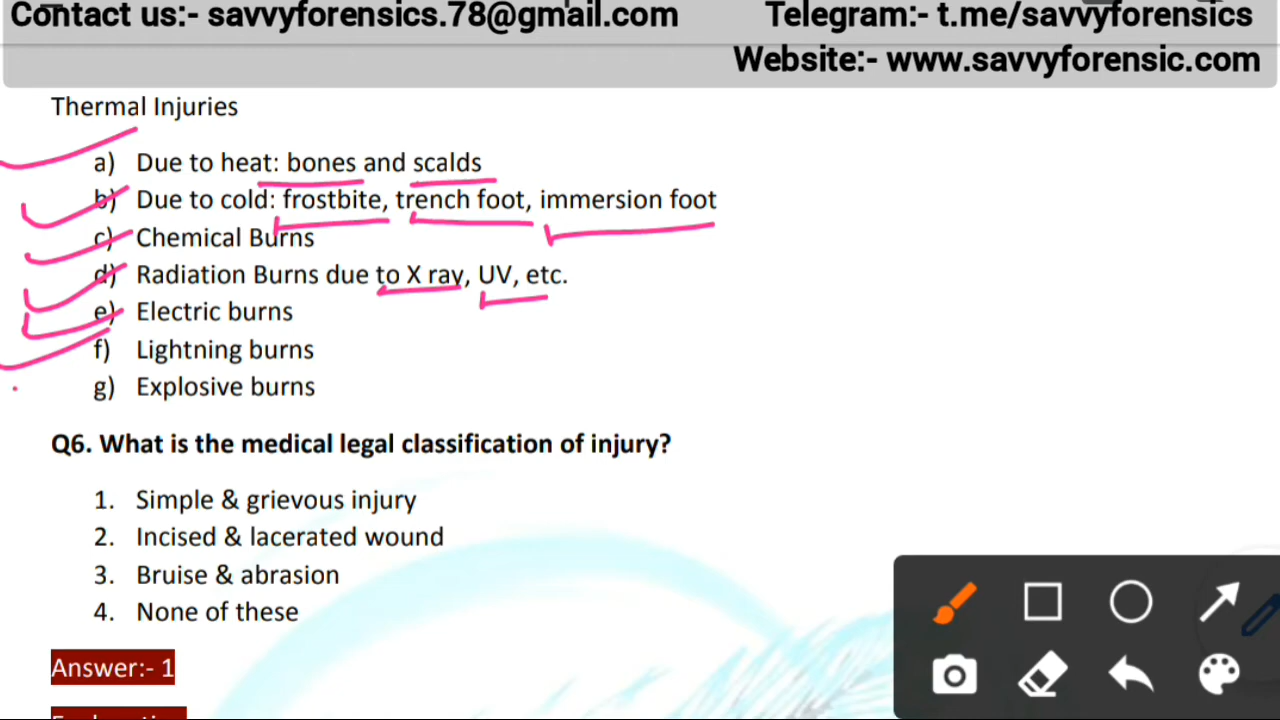 Contact us:- savvyforensics.78@gmail.com
Telegram:- t.me/savvyforensics
Website:- www.savvyforensic.com
Thermal Injuries
a) Due to heat: bones and scalds
b) Due to cold: frostbite, trench foot, immersion foot
c) Chemical Burns
d) Radiation Burns due to X ray, UV, etc.
e) Electric burns
f) Lightning burns
g) Explosive burns
Q6. What is the medical legal classification of injury?
1. Simple & grievous injury
2. Incised & lacerated wound
3. Bruise & abrasion
4. None of these
Answer:- 1